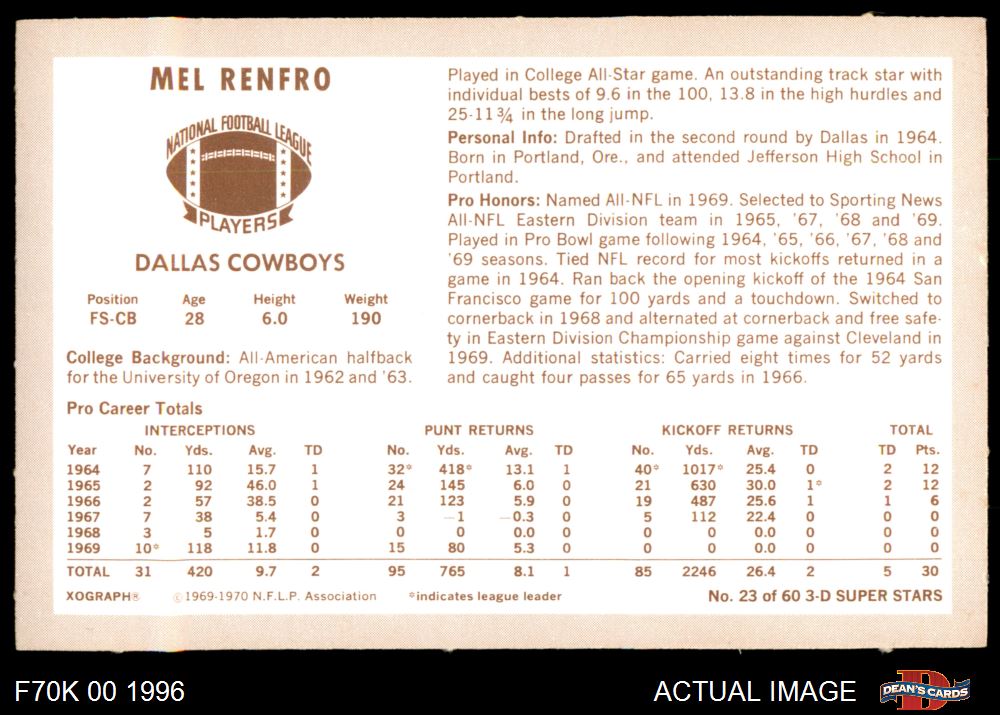 MEL RENFRO
NATIONAL FOOTBALL LEAGUE
PLAYERS
DALLAS COWBOYS
Position Age Height Weight
FS-CB 28 6.0 190
College Background: All-American halfback
for the University of Oregon in 1962 and '63.
Played in College All-Star game. An outstanding track star with
individual bests of 9.6 in the 100, 13.8 in the high hurdles and
25-11¾ in the long jump.
Personal Info: Drafted in the second round by Dallas in 1964.
Born in Portland, Ore., and attended Jefferson High School in
Portland.
Pro Honors: Named All-NFL in 1969. Selected to Sporting News
All-NFL Eastern Division team in 1965, '67, '68 and '69.
Played in Pro Bowl game following 1964, '65, '66, '67, '68 and
'69 seasons. Tied NFL record for most kickoffs returned in a
game in 1964. Ran back the opening kickoff of the 1964 San
Francisco game for 100 yards and a touchdown. Switched to
cornerback in 1968 and alternated at cornerback and free safe-
ty in Eastern Division Championship game against Cleveland in
1969. Additional statistics: Carried eight times for 52 yards
and caught four passes for 65 yards in 1966.
Pro Career Totals
INTERCEPTIONS PUNT RETURNS KICKOFF RETURNS TOTAL
Year No. Yds. Avg. TD No. Yds. Avg. TD No. Yds. Avg. TD TD Pts.
1964 7 110 15.7 1 32* 418* 13.1 1 40* 1017* 25.4 0 2 12
1965 2 92 46.0 1 24 145 6.0 0 21 630 30.0 1* 2 12
1966 2 57 38.5 0 21 123 5.9 0 19 487 25.6 1 1 6
1967 7 38 5.4 0 3 -1 -0.3 0 5 112 22.4 0 0 0
1968 3 5 1.7 0 0 0 0.0 0 0 0 0.0 0 0 0
1969 10* 118 11.8 0 15 80 5.3 0 0 0 0.0 0 0 0
TOTAL 31 420 9.7 2 95 765 8.1 1 85 2246 26.4 2 5 30
XOGRAPH® ©1969-1970 N.F.L.P. Association *indicates league leader No. 23 of 60 3-D SUPER STARS
F70K 00 1996 ACTUAL IMAGE D DEAN'S CARDS